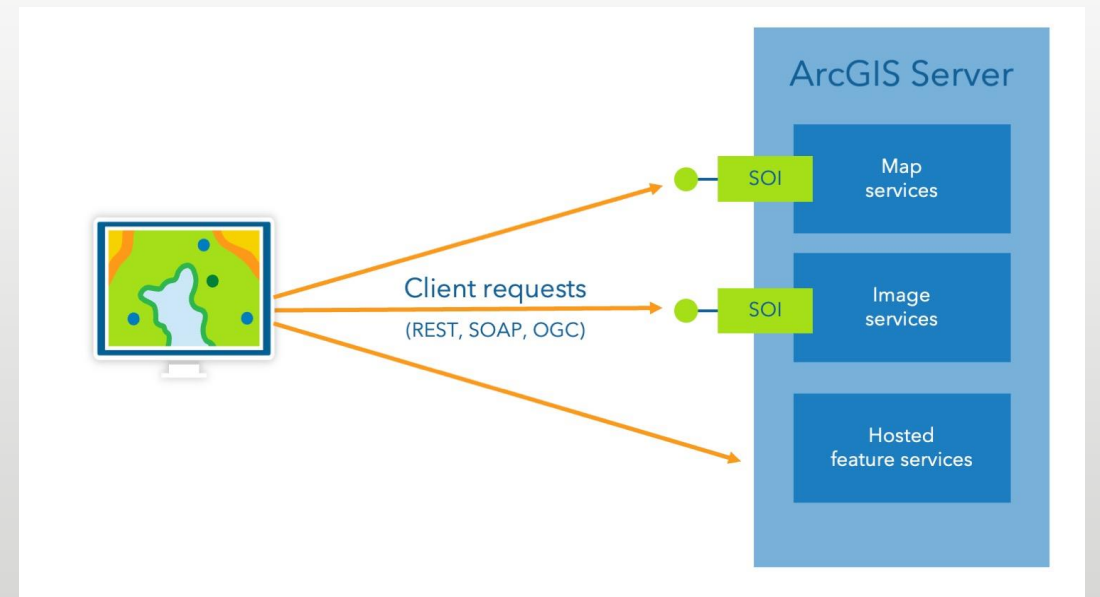 ArcGIS Server
SOI
Map
services
Client requests
(REST, SOAP, OGC)
SOI
Image
services
Hosted
feature services